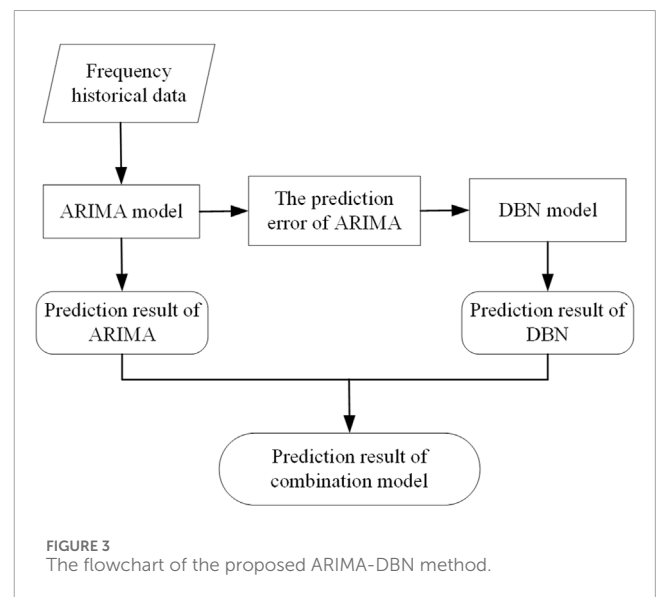 Frequency
historical data
ARIMA model
The prediction
error of ARIMA
DBN model
Prediction result of
ARIMA
Prediction result of
DBN
Prediction result of
combination model
FIGURE 3
The flowchart of the proposed ARIMA-DBN method.